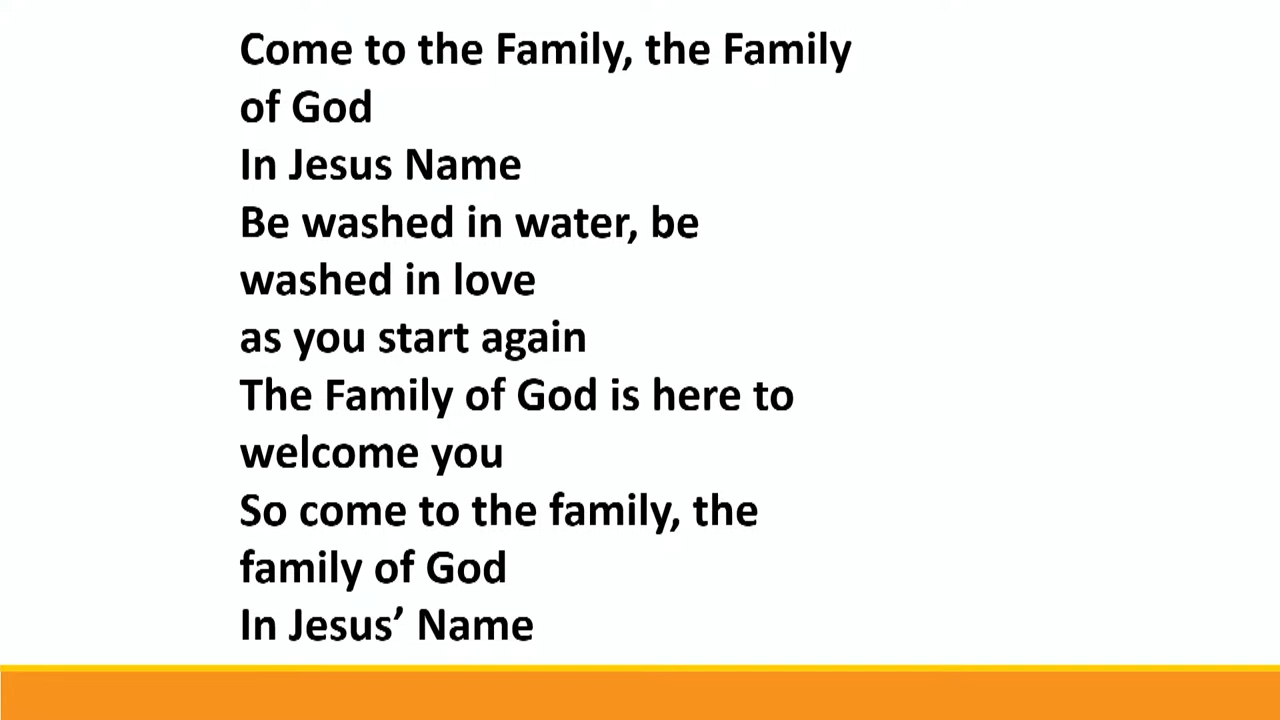 Come to the Family, the Family
of God
In Jesus Name
Be washed in water, be
washed in love
as you start again
The Family of God is here to
welcome you
So come to the family, the
family of God
In Jesus’ Name